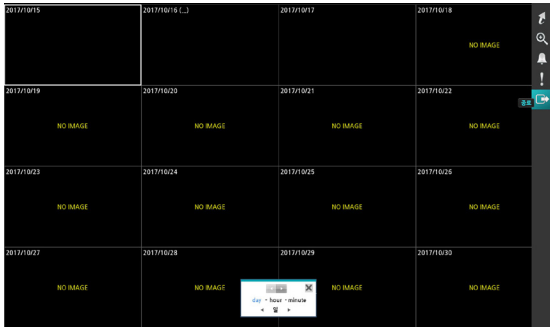 2017/10/15
2017/10/16 (...)
2017/10/17
2017/10/18
NO IMAGE
2017/10/19
2017/10/20
2017/10/21
2017/10/22
종료
NO IMAGE
NO IMAGE
NO IMAGE
NO IMAGE
2017/10/23
2017/10/24
2017/10/25
2017/10/26
NO IMAGE
NO IMAGE
NO IMAGE
NO IMAGE
2017/10/27
2017/10/28
2017/10/29
2017/10/30
NO IMAGE
NO IMAGE
NO IMAGE
NO IMAGE
day - hour - minute
일